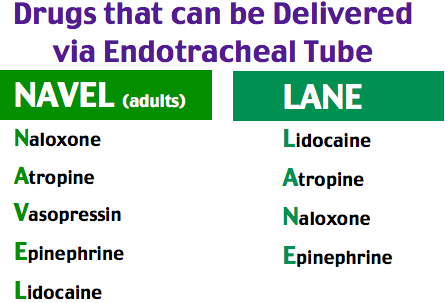 Drugs that can be Delivered
via Endotracheal Tube
NAVEL (adults)
Naloxone
Atropine
Vasopressin
Epinephrine
Lidocaine
LANE
Lidocaine
Atropine
Naloxone
Epinephrine